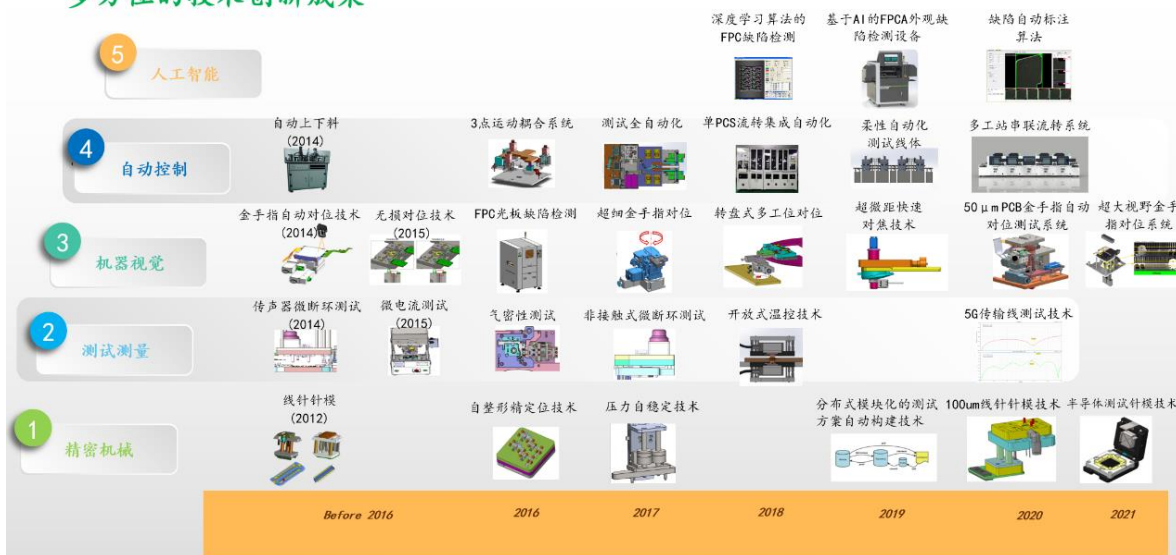 多方位的技术创新成果
深度学习算法的
FPC缺陷检测
基于AI的FPCA外观缺
陷检测设备
缺陷自动标注
算法
5
人工智能
自动上下料
(2014)
3点运动耦合系统
测试全自动化
单PCS流转集成自动化
柔性自动化
测试线体
多工站串联流转系统
4
自动控制
金手指自动对位技术
(2014)
无损对位技术
(2015)
FPC光板缺陷检测
超细金手指对位
转盘式多工位对位
超微距快速
对焦技术
50μmPCB金手指自动
对位测试系统
超大视野金手
指对位系统
3
机器视觉
传声器微断环测试
(2014)
微电流测试
(2015)
气密性测试
非接触式微断环测试
开放式温控技术
5G传输线测试技术
2
测试测量
线针针模
(2012)
自整形精定位技术
压力自稳定技术
分布式模块化的测试
方案自动构建技术
100um线针针模技术
半导体测试针模技术
1
精密机械
Before 2016
2016
2017
2018
2019
2020
2021